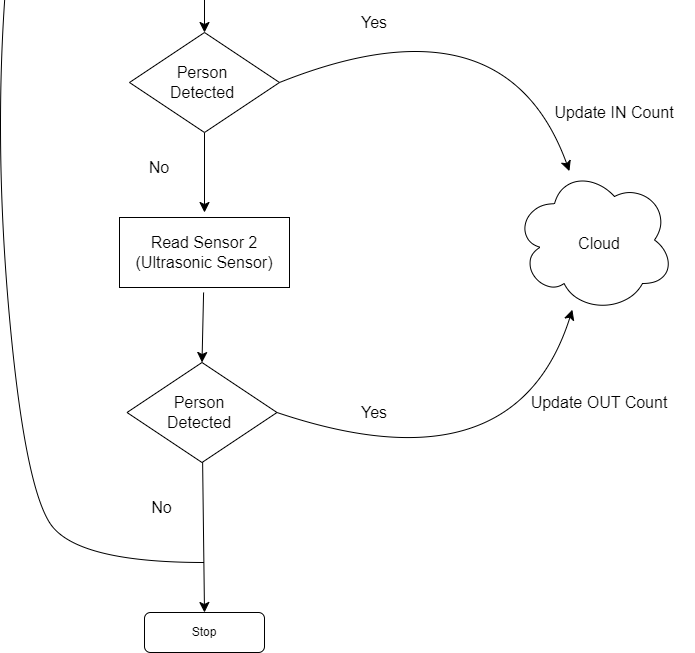 Yes
Person
Detected
Update IN Count
No
Read Sensor 2
(Ultrasonic Sensor)
Cloud
Person
Detected
Yes
Update OUT Count
No
Stop